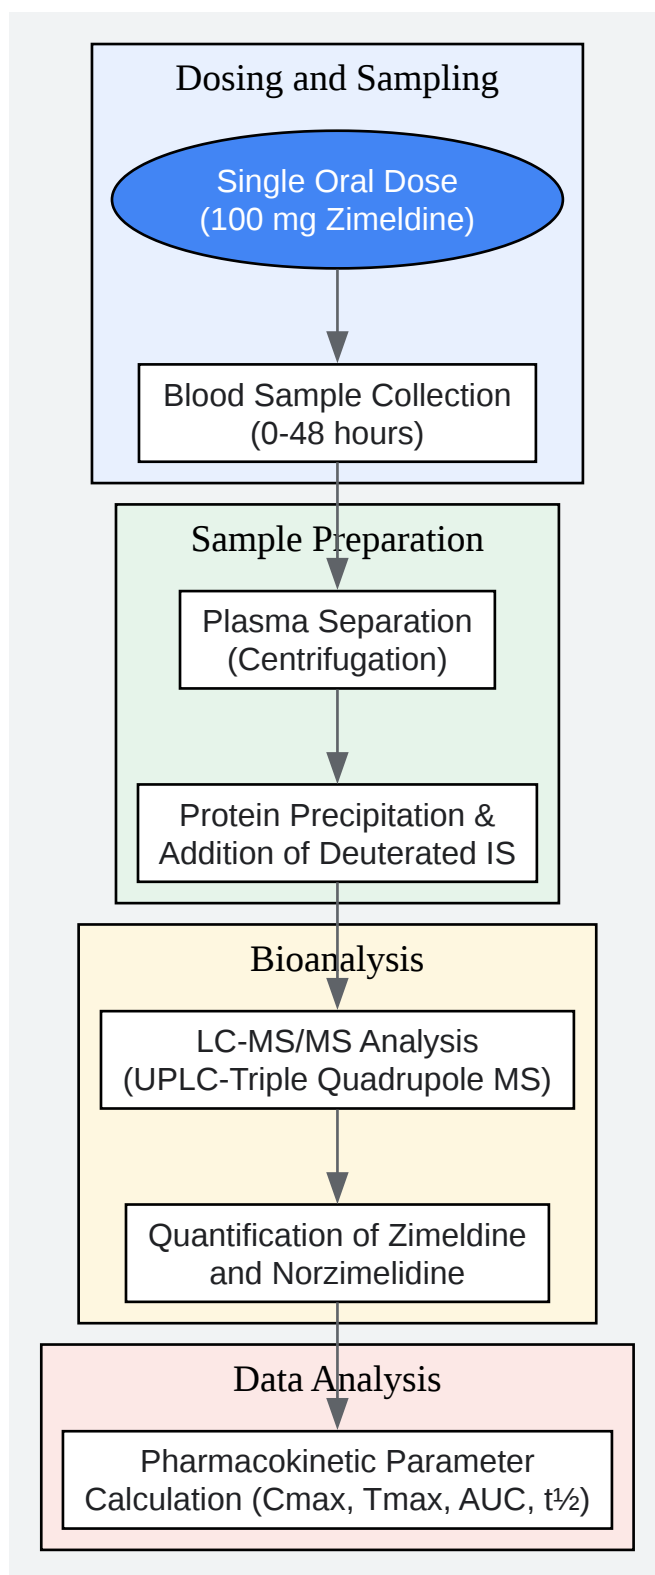 Dosing and Sampling
Single Oral Dose
(100 mg Zimeldine)
Blood Sample Collection
(0-48 hours)
Sample Preparation
Plasma Separation
(Centrifugation)
Protein Precipitation &
Addition of Deuterated IS
Bioanalysis
LC-MS/MS Analysis
(UPLC-Triple Quadrupole MS)
Quantification of Zimeldine
and Norzimelidine
Data Analysis
Pharmacokinetic Parameter
Calculation (Cmax, Tmax, AUC, t½)